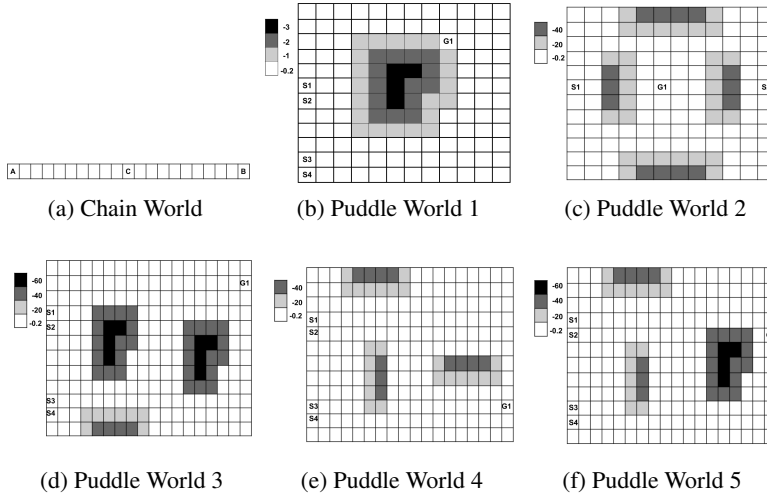 -3
-2
-1
-0.2
G1
S1
S2
S3
S4
-40
-20
-0.2
S1
G1
S
A
C
B
(a) Chain World
(b) Puddle World 1
(c) Puddle World 2
-60
-40
-20
-0.2
G1
S1
S2
S3
S4
-40
-20
-0.2
S1
S2
S3
G1
S4
-60
-40
-20
-0.2
S1
S2
S3
S4
(d) Puddle World 3
(e) Puddle World 4
(f) Puddle World 5